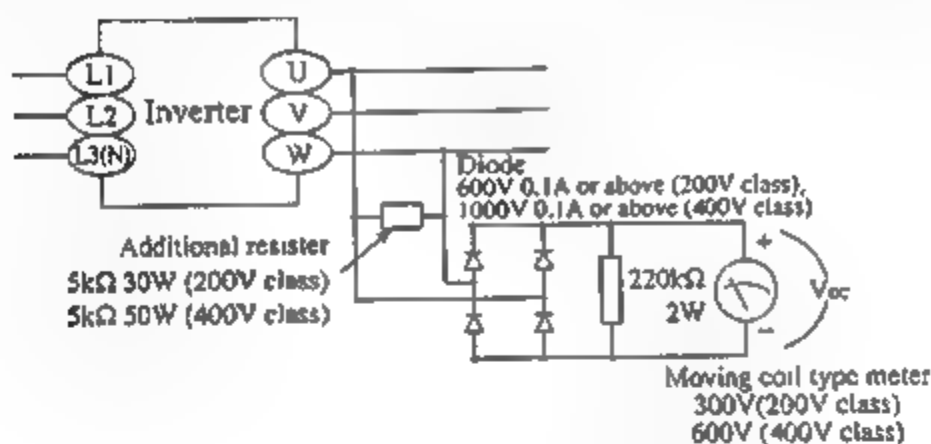 L1
U
L2
Inverter
V
L3(N)
W
Diode
600V 0.1A or above (200V class),
1000V 0.1A or above (400V class)
Additional resister
5kΩ 30W (200V class)
5kΩ 50W (400V class)
220kΩ
2W
+
−
Moving coil type meter
300V(200V class)
600V (400V class)